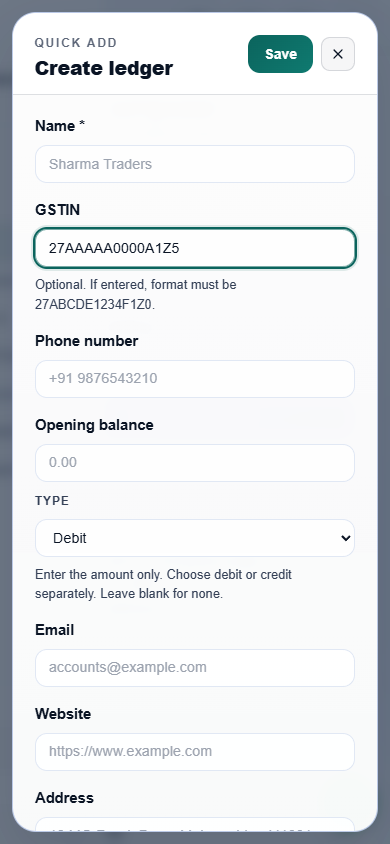 QUICK ADD
Create ledger
Save
×
Name *
Sharma Traders
GSTIN
27AAAAA0000A1Z5
Optional. If entered, format must be
27ABCDE1234F1Z0.
Phone number
+91 9876543210
Opening balance
0.00
TYPE
Debit
Enter the amount only. Choose debit or credit
separately. Leave blank for none.
Email
accounts@example.com
Website
https://www.example.com
Address